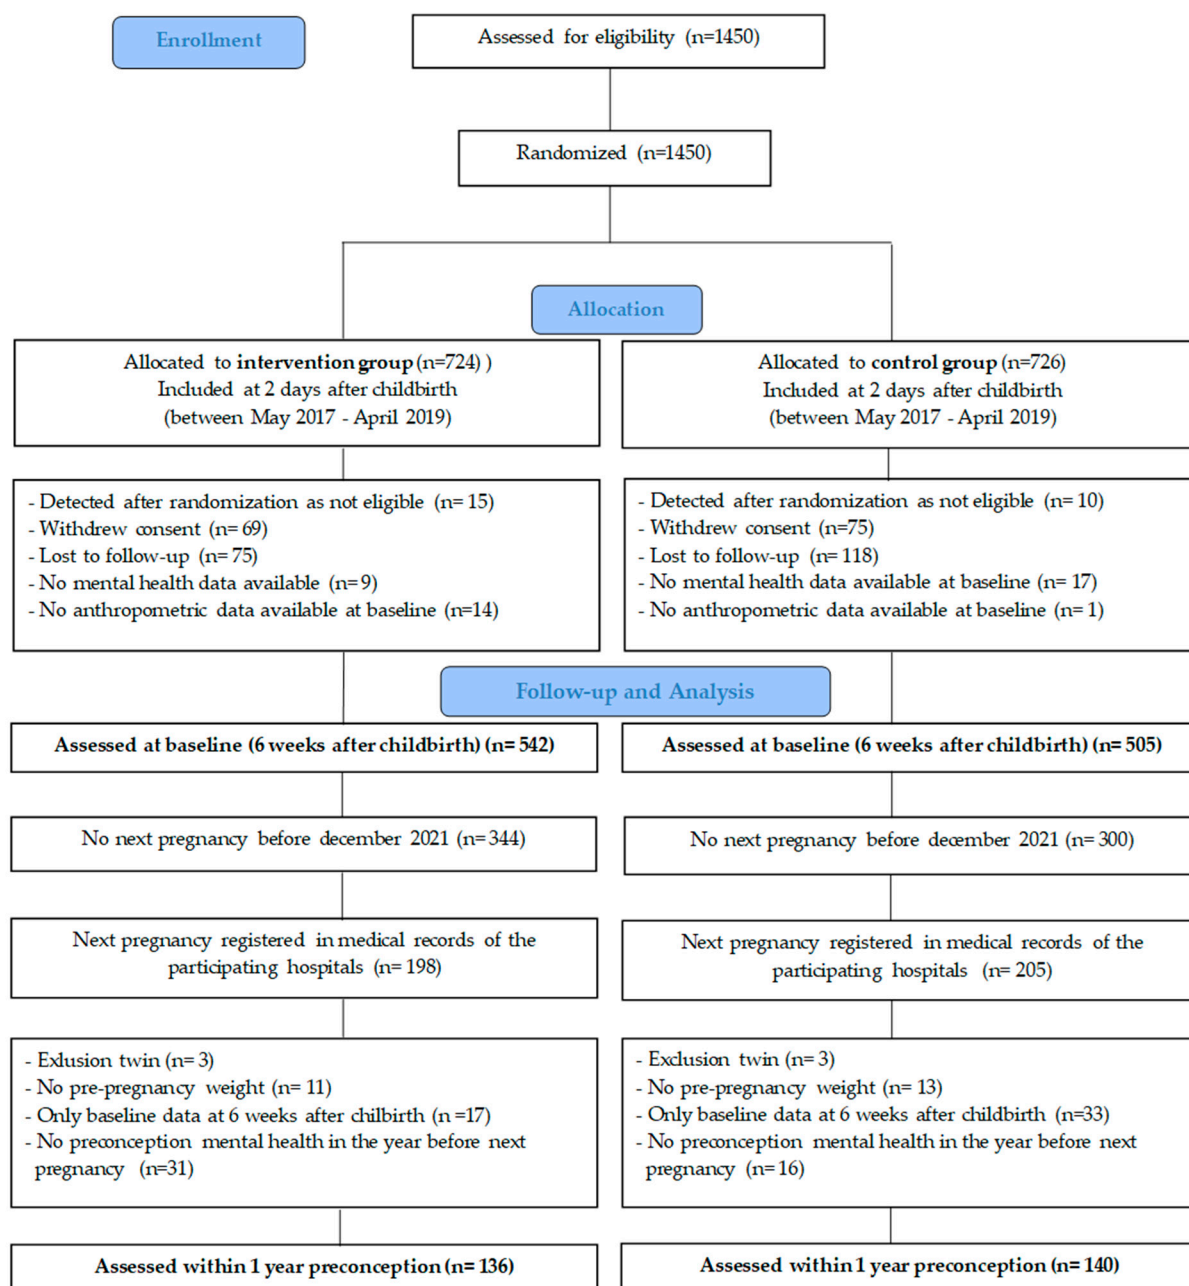 Enrollment
Assessed for eligibility (n=1450)
Randomized (n=1450)
Allocation
Allocated to intervention group (n=724) )
Included at 2 days after childbirth
(between May 2017 - April 2019)
Allocated to control group (n=726)
Included at 2 days after childbirth
(between May 2017 - April 2019)
- Detected after randomization as not eligible (n= 15)
- Withdrew consent (n= 69)
- Lost to follow-up (n= 75)
- No mental health data available (n= 9)
- No anthropometric data available at baseline (n=14)
- Detected after randomization as not eligible (n= 10)
- Withdrew consent (n=75)
- Lost to follow-up (n= 118)
- No mental health data available at baseline (n= 17)
- No anthropometric data available at baseline (n= 1)
Follow-up and Analysis
Assessed at baseline (6 weeks after childbirth) (n= 542)
Assessed at baseline (6 weeks after childbirth) (n= 505)
No next pregnancy before december 2021 (n= 344)
No next pregnancy before december 2021 (n= 300)
Next pregnancy registered in medical records of the
participating hospitals (n= 198)
Next pregnancy registered in medical records of the
participating hospitals (n= 205)
- Exlusion twin (n= 3)
- No pre-pregnancy weight (n= 11)
- Only baseline data at 6 weeks after chilbirth (n =17)
- No preconception mental health in the year before next
pregnancy (n=31)
- Exclusion twin (n= 3)
- No pre-pregnancy weight (n= 13)
- Only baseline data at 6 weeks after childbirth (n=33)
- No preconception mental health in the year before next
pregnancy (n= 16)
Assessed within 1 year preconception (n= 136)
Assessed within 1 year preconception (n= 140)